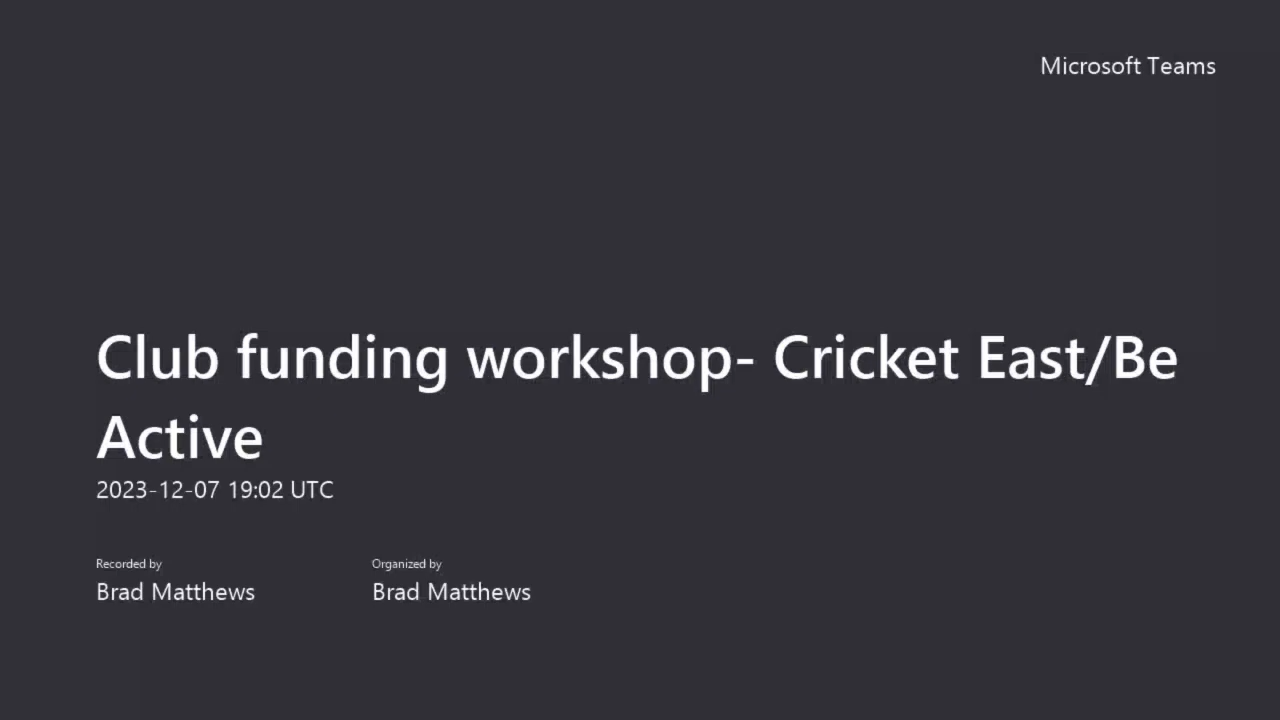 Microsoft Teams
Club funding workshop- Cricket East/Be
Active
2023-12-07 19:02 UTC
Recorded by
Organized by
Brad Matthews
Brad Matthews